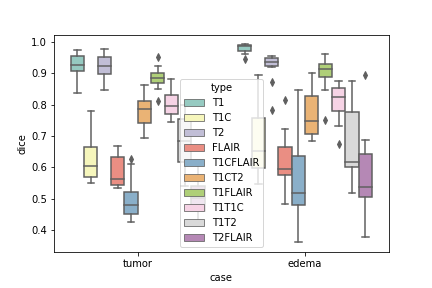 1.0
0.9
0.8
0.7
0.6
0.5
0.4
dice
type
T1
T1C
T2
FLAIR
T1CFLAIR
T1CT2
T1FLAIR
T1T1C
T1T2
T2FLAIR
tumor
edema
case